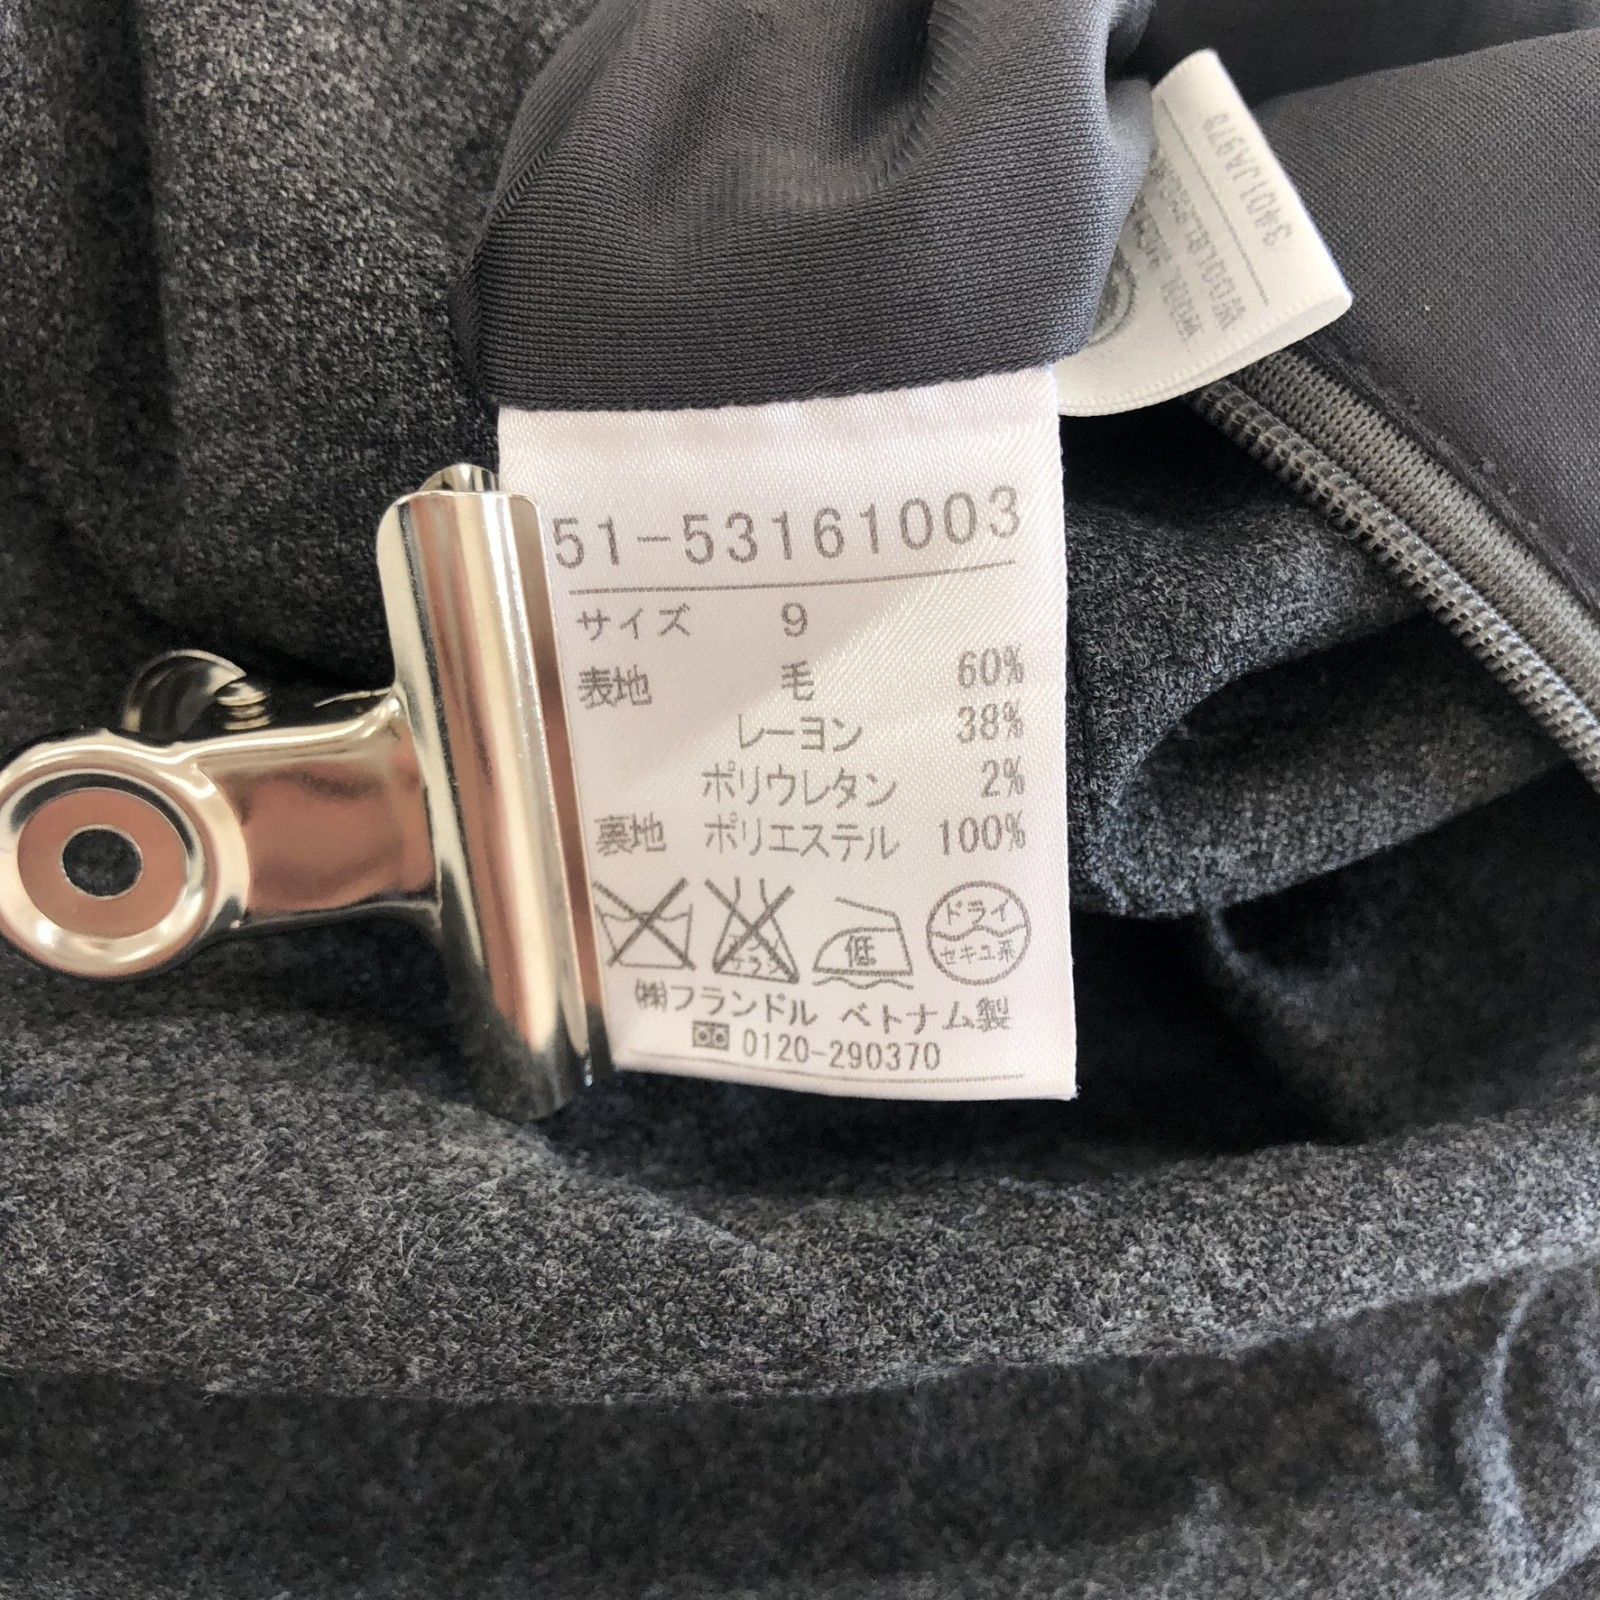 51-53161003
サイズ 9
表地 毛 60%
レーヨン 38%
ポリウレタン 2%
裏地 ポリエステル 100%
低
ドライ
セキユ系
㈱フランドル ベトナム製
0120-290370